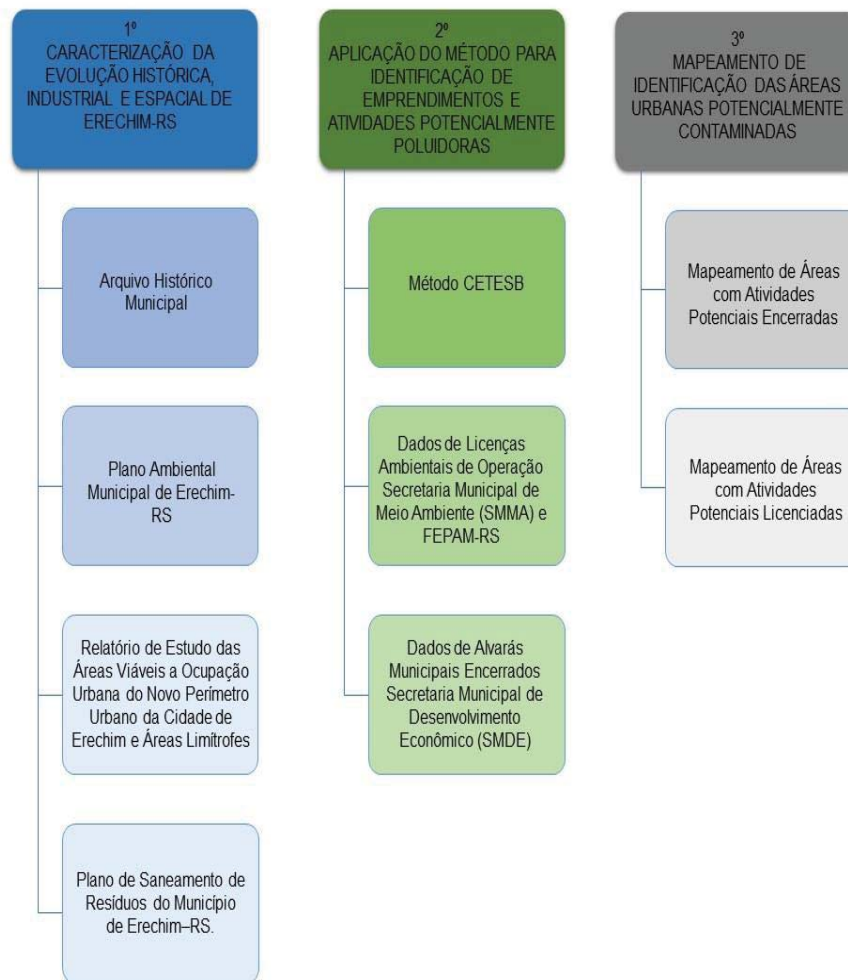 1º
CARACTERIZAÇÃO DA
EVOLUÇÃO HISTÓRICA,
INDUSTRIAL E ESPACIAL DE
ERECHIM-RS
Arquivo Histórico
Municipal
Plano Ambiental
Municipal de Erechim-
RS
Relatório de Estudo das
Áreas Viáveis a Ocupação
Urbana do Novo Perímetro
Urbano da Cidade de
Erechim e Áreas Limítrofes
Plano de Saneamento de
Resíduos do Município
de Erechim–RS.
2º
APLICAÇÃO DO MÉTODO PARA
IDENTIFICAÇÃO DE
EMPRENDIMENTOS E
ATIVIDADES POTENCIALMENTE
POLUIDORAS
Método CETESB
Dados de Licenças
Ambientais de Operação
Secretaria Municipal de
Meio Ambiente (SMMA) e
FEPAM-RS
Dados de Alvarás
Municipais Encerrados
Secretaria Municipal de
Desenvolvimento
Econômico (SMDE)
3º
MAPEAMENTO DE
IDENTIFICAÇÃO DAS ÁREAS
URBANAS POTENCIALMENTE
CONTAMINADAS
Mapeamento de Áreas
com Atividades
Potenciais Encerradas
Mapeamento de Áreas
com Atividades
Potenciais Licenciadas